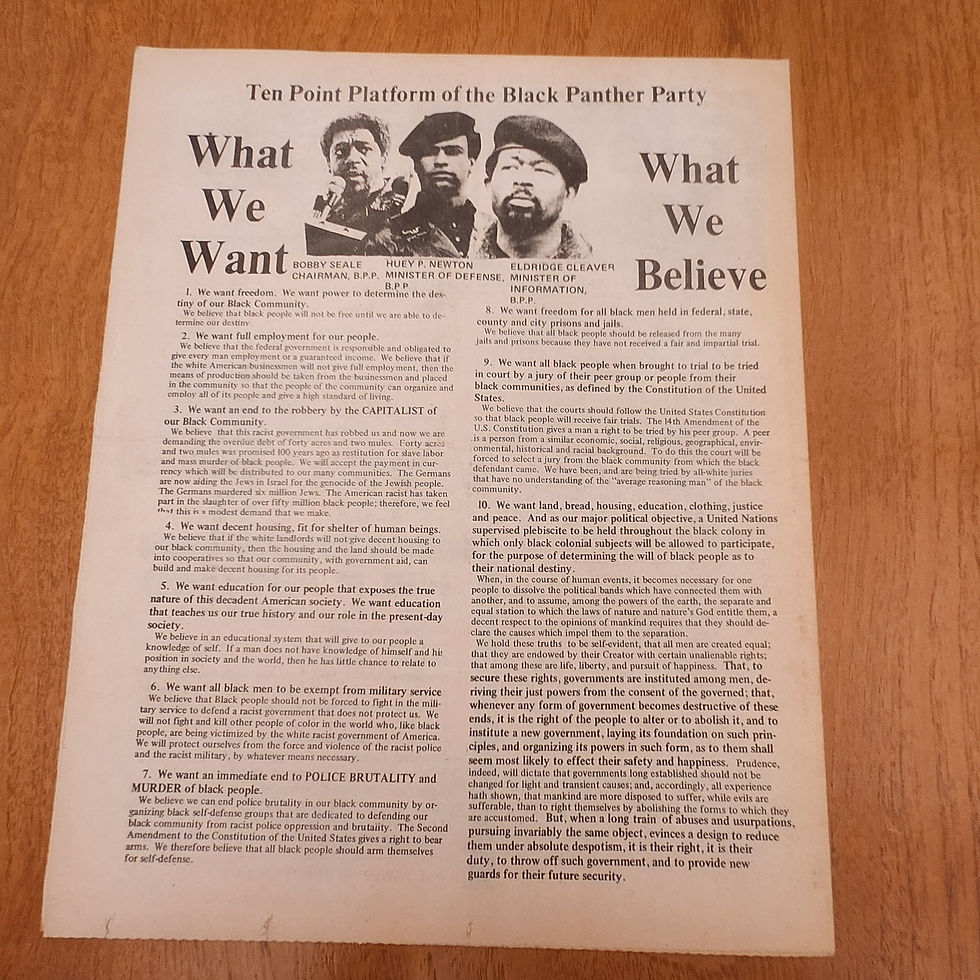 Ten Point Platform of the Black Panther Party
What
We
Want
What
We
Believe
BOBBY SEALE
CHAIRMAN, B.P.P.
HUEY P. NEWTON
MINISTER OF DEFENSE,
B.P.P
ELDRIDGE CLEAVER
MINISTER OF
INFORMATION,
B.P.P.
1. We want freedom. We want power to determine the des-
tiny of our Black Community.
We believe that black people will not be free until we are able to de-
termine our destiny
2. We want full employment for our people.
We believe that the federal government is responsible and obligated to
give every man employment or a guaranteed income. We believe that if
the white American businessmen will not give full employment, then the
means of production should be taken from the businessmen and placed
in the community so that the people of the community can organize and
employ all of its people and give a high standard of living.
3. We want an end to the robbery by the CAPITALIST of
our Black Community.
We believe that this racist government has robbed us and now we are
demanding the overdue debt of forty acres and two mules. Forty acres
and two mules was promised 100 years ago as restitution for slave labor
and mass murder of black people. We will accept the payment in cur-
rency which will be distributed to our many communities. The Germans
are now aiding the Jews in Israel for the genocide of the Jewish people.
The Germans murdered six million Jews. The American racist has taken
part in the slaughter of over fifty million black people; therefore, we feel
that this is a modest demand that we make.
4. We want decent housing, fit for shelter of human beings.
We believe that if the white landlords will not give decent housing to
our black community, then the housing and the land should be made
into cooperatives so that our community, with government aid, can
build and make decent housing for its people.
5. We want education for our people that exposes the true
nature of this decadent American society. We want education
that teaches us our true history and our role in the present-day
society.
We believe in an educational system that will give to our people a
knowledge of self. If a man does not have knowledge of himself and his
position in society and the world, then he has little chance to relate to
anything else.
6. We want all black men to be exempt from military service
We believe that Black people should not be forced to fight in the mili-
tary service to defend a racist government that does not protect us. We
will not fight and kill other people of color in the world who, like black
people, are being victimized by the white racist government of America.
We will protect ourselves from the force and violence of the racist police
and the racist military, by whatever means necessary.
7. We want an immediate end to POLICE BRUTALITY and
MURDER of black people.
We believe we can end police brutality in our black community by or-
ganizing black self-defense groups that are dedicated to defending our
black community from racist police oppression and brutality. The Second
Amendment to the Constitution of the United States gives a right to bear
arms. We therefore believe that all black people should arm themselves
for self-defense.
8. We want freedom for all black men held in federal, state,
county and city prisons and jails.
We believe that all black people should be released from the many
jails and prisons because they have not received a fair and impartial trial.
9. We want all black people when brought to trial to be tried
in court by a jury of their peer group or people from their
black communities, as defined by the Constitution of the United
States.
We believe that the courts should follow the United States Constitution
so that black people will receive fair trials. The 14th Amendment of the
U.S. Constitution gives a man a right to be tried by his peer group. A peer
is a person from a similar economic, social, religious, geographical, envir-
onmental, historical and racial background. To do this the court will be
forced to select a jury from the black community from which the black
defendant came. We have been, and are being tried by all-white juries
that have no understanding of the "average reasoning man" of the black
community.
10. We want land, bread, housing, education, clothing, justice
and peace. And as our major political objective, a United Nations
supervised plebiscite to be held throughout the black colony in
which only black colonial subjects will be allowed to participate,
for the purpose of determining the will of black people as to
their national destiny.
When, in the course of human events, it becomes necessary for one
people to dissolve the political bands which have connected them with
another, and to assume, among the powers of the earth, the separate and
equal station to which the laws of nature and nature's God entitle them, a
decent respect to the opinions of mankind requires that they should de-
clare the causes which impel them to the separation.
We hold these truths to be self-evident, that all men are created equal;
that they are endowed by their Creator with certain unalienable rights;
that among these are life, liberty, and pursuit of happiness. That, to
secure these rights, governments are instituted among men, de-
riving their just powers from the consent of the governed; that,
whenever any form of government becomes destructive of these
ends, it is the right of the people to alter or to abolish it, and to
institute a new government, laying its foundation on such prin-
ciples, and organizing its powers in such form, as to them shall
seem most likely to effect their safety and happiness. Prudence,
indeed, will dictate that governments long established should not be
changed for light and transient causes; and, accordingly, all experience
hath shown, that mankind are more disposed to suffer, while evils are
sufferable, than to right themselves by abolishing the forms to which they
are accustomed. But, when a long train of abuses and usurpations,
pursuing invariably the same object, evinces a design to reduce
them under absolute despotism, it is their right, it is their
duty, to throw off such government, and to provide new
guards for their future security.